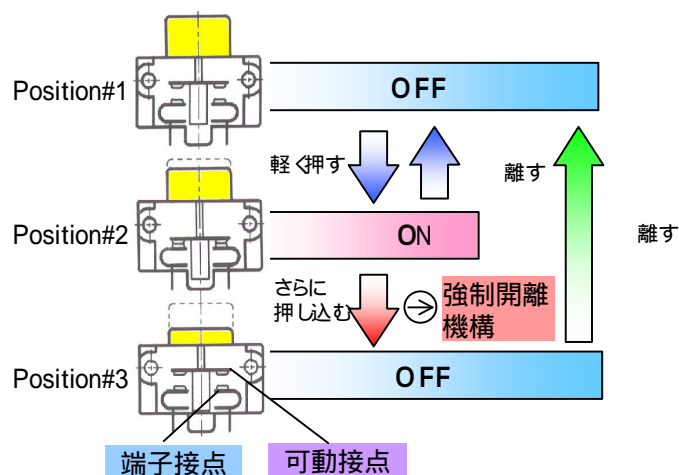 Position#1
OFF
軽く押す
離す
離す
Position#2
ON
さらに
押し込む
強制開離
機構
Position#3
OFF
端子接点
可動接点